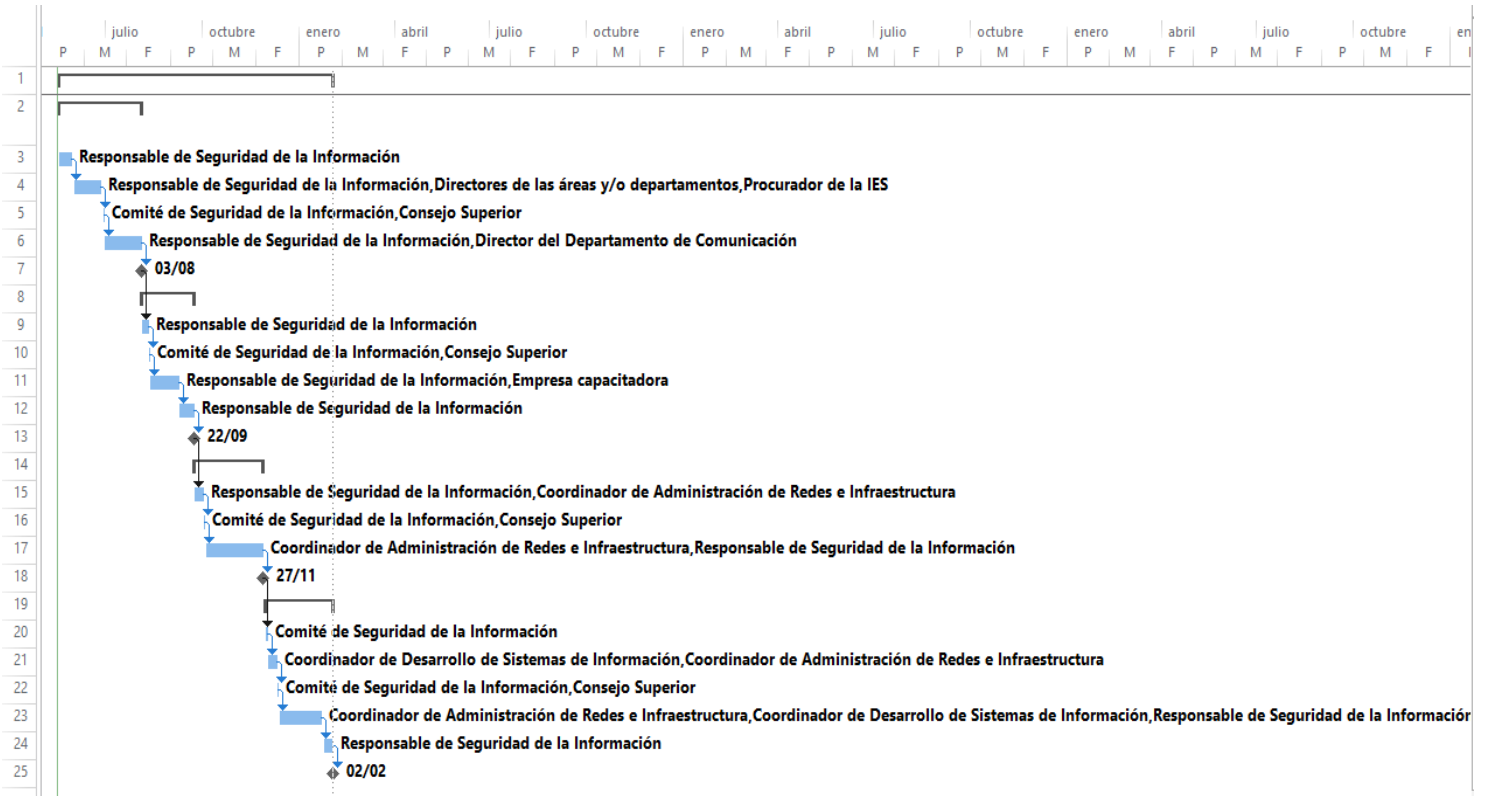 julio octubre enero abril julio octubre enero abril julio octubre enero abril julio octubre en
P M F P M F P M F P M F P M F P M F P M F P M F P M F P M F P M F
1
2
3 Responsable de Seguridad de la Información
4 Responsable de Seguridad de la Información,Directores de las áreas y/o departamentos,Procurador de la IES
5 Comité de Seguridad de la Información,Consejo Superior
6 Responsable de Seguridad de la Información,Director del Departamento de Comunicación
7 03/08
8
9 Responsable de Seguridad de la Información
10 Comité de Seguridad de la Información,Consejo Superior
11 Responsable de Seguridad de la Información,Empresa capacitadora
12 Responsable de Seguridad de la Información
13 22/09
14
15 Responsable de Seguridad de la Información,Coordinador de Administración de Redes e Infraestructura
16 Comité de Seguridad de la Información,Consejo Superior
17 Coordinador de Administración de Redes e Infraestructura,Responsable de Seguridad de la Información
18 27/11
19
20 Comité de Seguridad de la Información
21 Coordinador de Desarrollo de Sistemas de Información,Coordinador de Administración de Redes e Infraestructura
22 Comité de Seguridad de la Información,Consejo Superior
23 Coordinador de Administración de Redes e Infraestructura,Coordinador de Desarrollo de Sistemas de Información,Responsable de Seguridad de la Información
24 Responsable de Seguridad de la Información
25 02/02